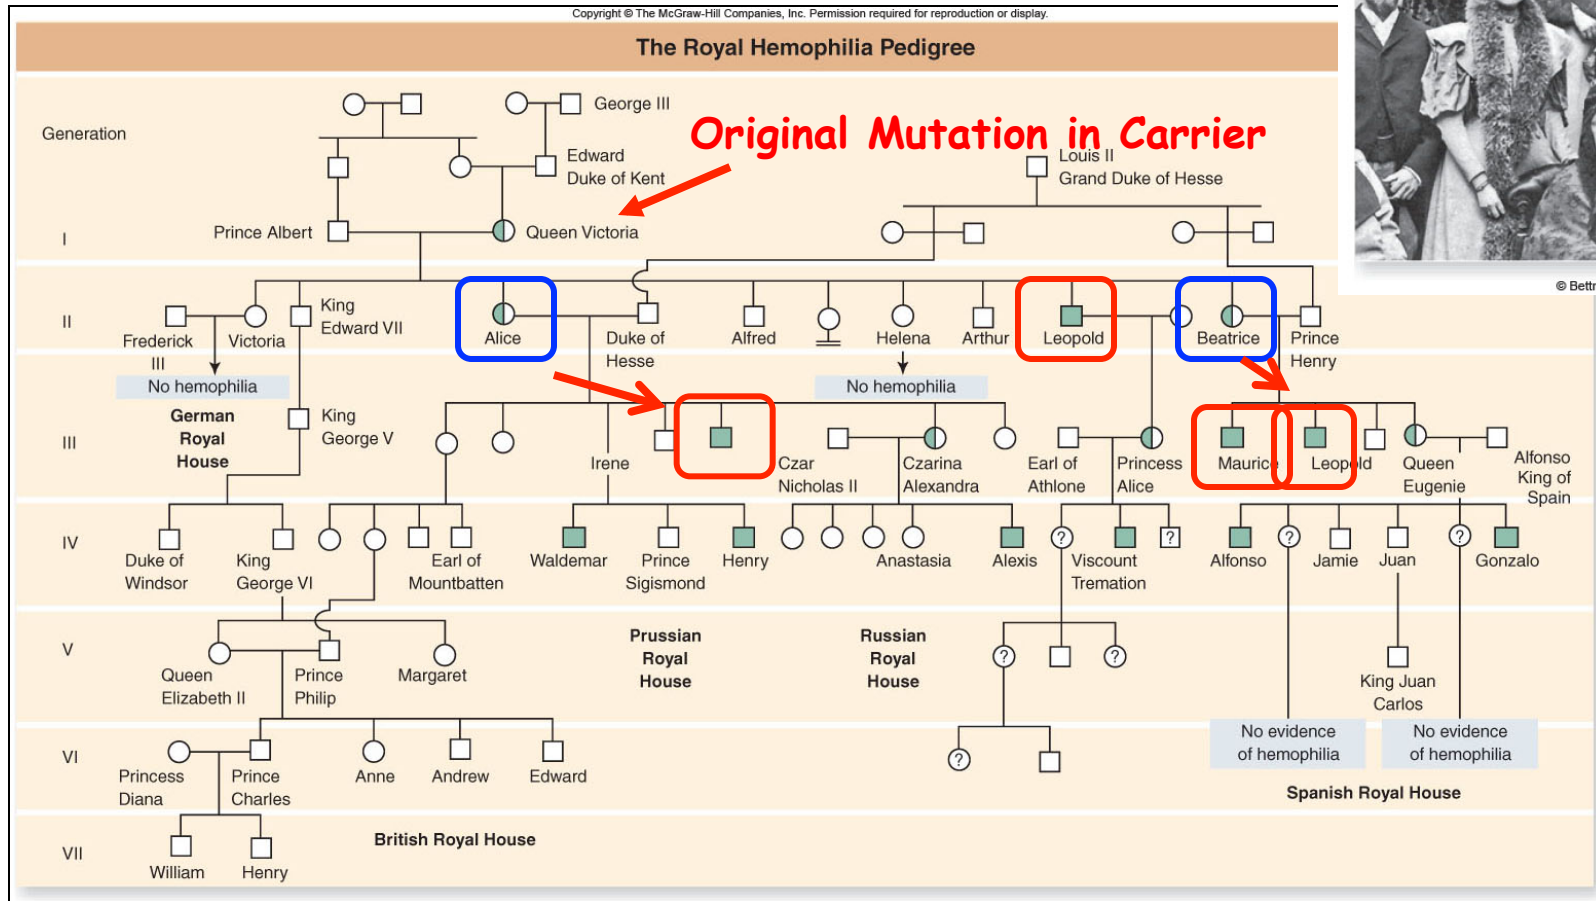 Copyright © The McGraw-Hill Companies, Inc. Permission required for reproduction or display.
The Royal Hemophilia Pedigree
George III
Generation
Original Mutation in Carrier
Edward
Duke of Kent
Louis II
Grand Duke of Hesse
I
Prince Albert
Queen Victoria
© Bettm
II
Frederick
III
Victoria
King
Edward VII
Alice
Duke of
Hesse
Alfred
Helena
Arthur
Leopold
Beatrice
Prince
Henry
No hemophilia
No hemophilia
German
Royal
House
King
George V
III
Irene
Czar
Nicholas II
Czarina
Alexandra
Earl of
Athlone
Princess
Alice
Maurice
Leopold
Queen
Eugenie
Alfonso
King of
Spain
IV
Duke of
Windsor
King
George VI
Earl of
Mountbatten
Waldemar
Prince
Sigismond
Henry
Anastasia
Alexis
?
Viscount
Tremation
?
Alfonso
?
Jamie
Juan
?
Gonzalo
V
Queen
Elizabeth II
Prince
Philip
Margaret
Prussian
Royal
House
Russian
Royal
House
?
?
King Juan
Carlos
No evidence
of hemophilia
No evidence
of hemophilia
VI
Princess
Diana
Prince
Charles
Anne
Andrew
Edward
?
Spanish Royal House
British Royal House
VII
William
Henry